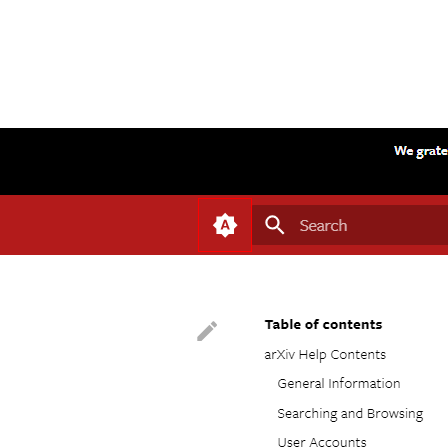 We grate
A
Search
Table of contents
arXiv Help Contents
General Information
Searching and Browsing
User Accounts